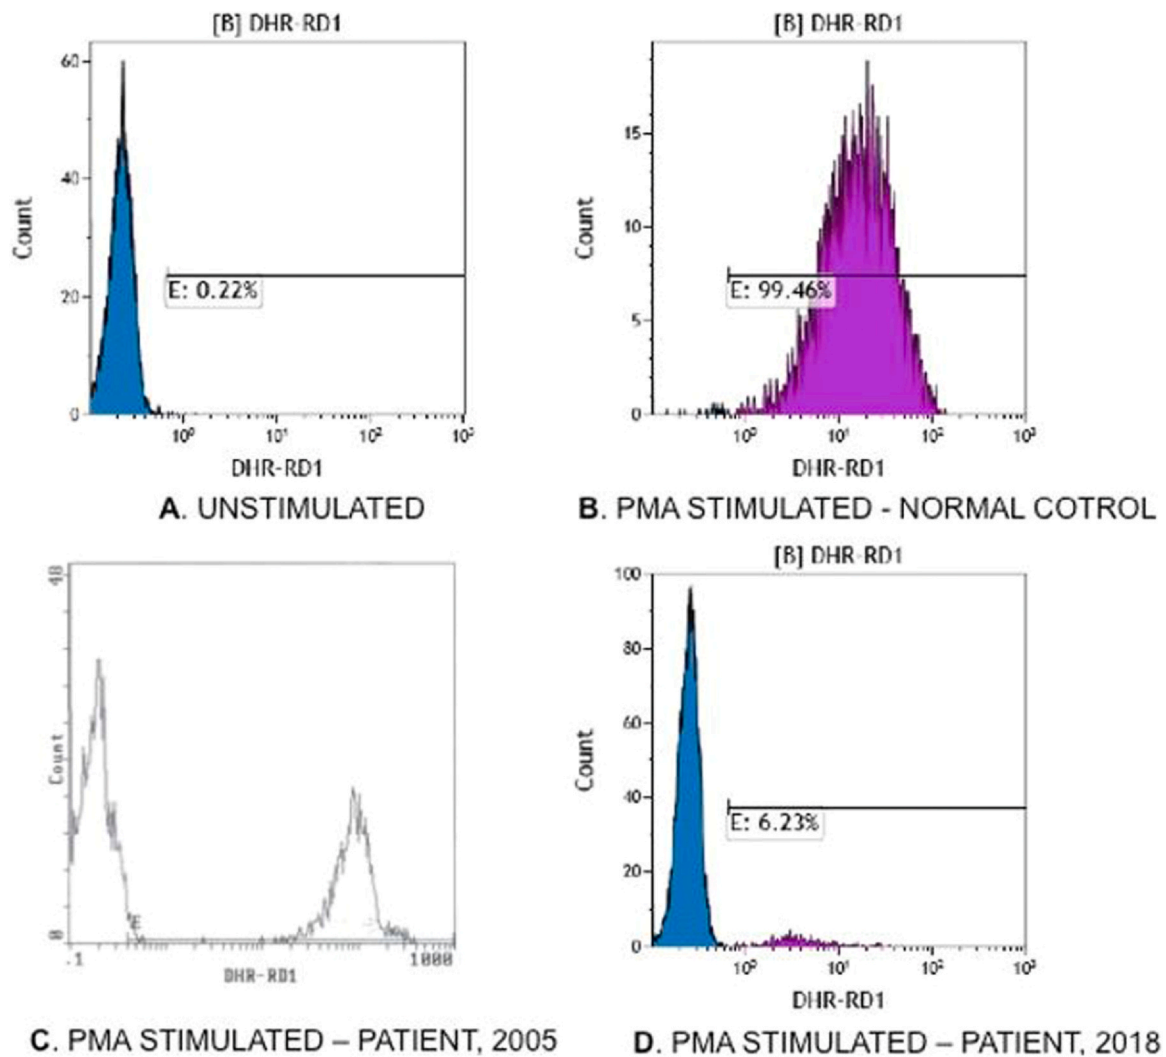 [B] DHR-RD1
60
40
20
0
Count
E: 0.22%
10⁰ 10¹ 10² 10³
DHR-RD1
A. UNSTIMULATED
[B] DHR-RD1
15
10
5
0
Count
E: 99.46%
10⁰ 10¹ 10² 10³
DHR-RD1
B. PMA STIMULATED - NORMAL COTROL
Count
0
E
.1 1000
DHR-RD1
C. PMA STIMULATED – PATIENT, 2005
[B] DHR-RD1
100
80
60
40
20
0
Count
E: 6.23%
10⁰ 10¹ 10² 10³
DHR-RD1
D. PMA STIMULATED – PATIENT, 2018